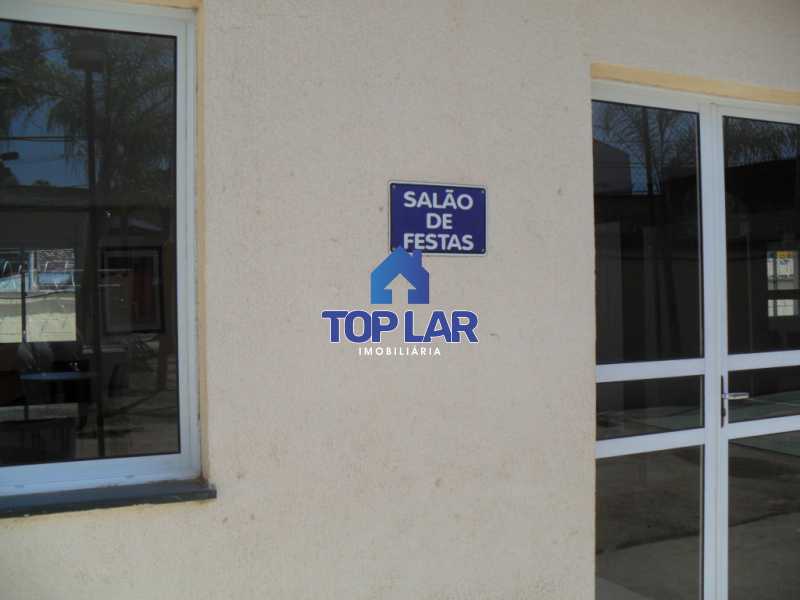 SALÃO
DE
FESTAS
TOP LAR
IMOBILIÁRIA